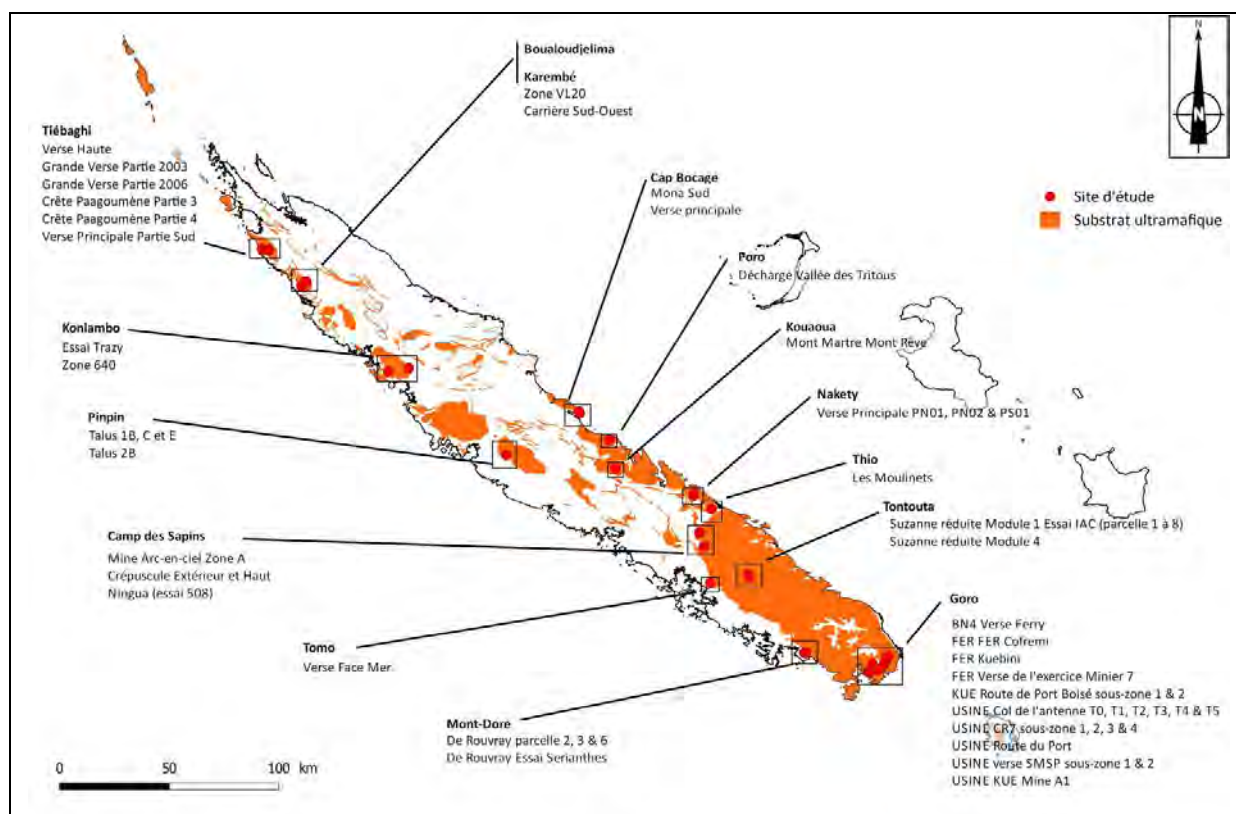 Boualoudjelima
Karembé
Zone VL20
Carrière Sud-Ouest
Tiébaghi
Verse Haute
Grande Verse Partie 2003
Grande Verse Partie 2006
Crête Paagoumène Partie 3
Crête Paagoumène Partie 4
Verse Principale Partie Sud
Cap Bocage
Mona Sud
Verse principale
N
N
Site d'étude
Substrat ultramafique
Poro
Décharge Vallée des Tritous
Koniambo
Essai Trazy
Zone 640
Kouaoua
Mont Martre Mont Rêve
Pinpin
Talus 1B, C et E
Talus 2B
Nakety
Verse Principale PN01, PN02 & PS01
Thio
Les Moulinets
Tontouta
Suzanne réduite Module 1 Essai IAC (parcelle 1 à 8)
Suzanne réduite Module 4
Camp des Sapins
Mine Arc-en-ciel Zone A
Crépuscule Extérieur et Haut
Ningua (essai 508)
Goro
BN4 Verse Ferry
FER FER Cofremi
FER Kuebini
FER Verse de l'exercice Minier 7
KUE Route de Port Boisé sous-zone 1 & 2
USINE Col de l'antenne T0, T1, T2, T3, T4 & T5
USINE CR7 sous-zone 1, 2, 3 & 4
USINE Route du Port
USINE verse SMSP sous-zone 1 & 2
USINE KUE Mine A1
Tomo
Verse Face Mer
Mont-Dore
De Rouvray parcelle 2, 3 & 6
De Rouvray Essai Serianthes
0 50 100 km